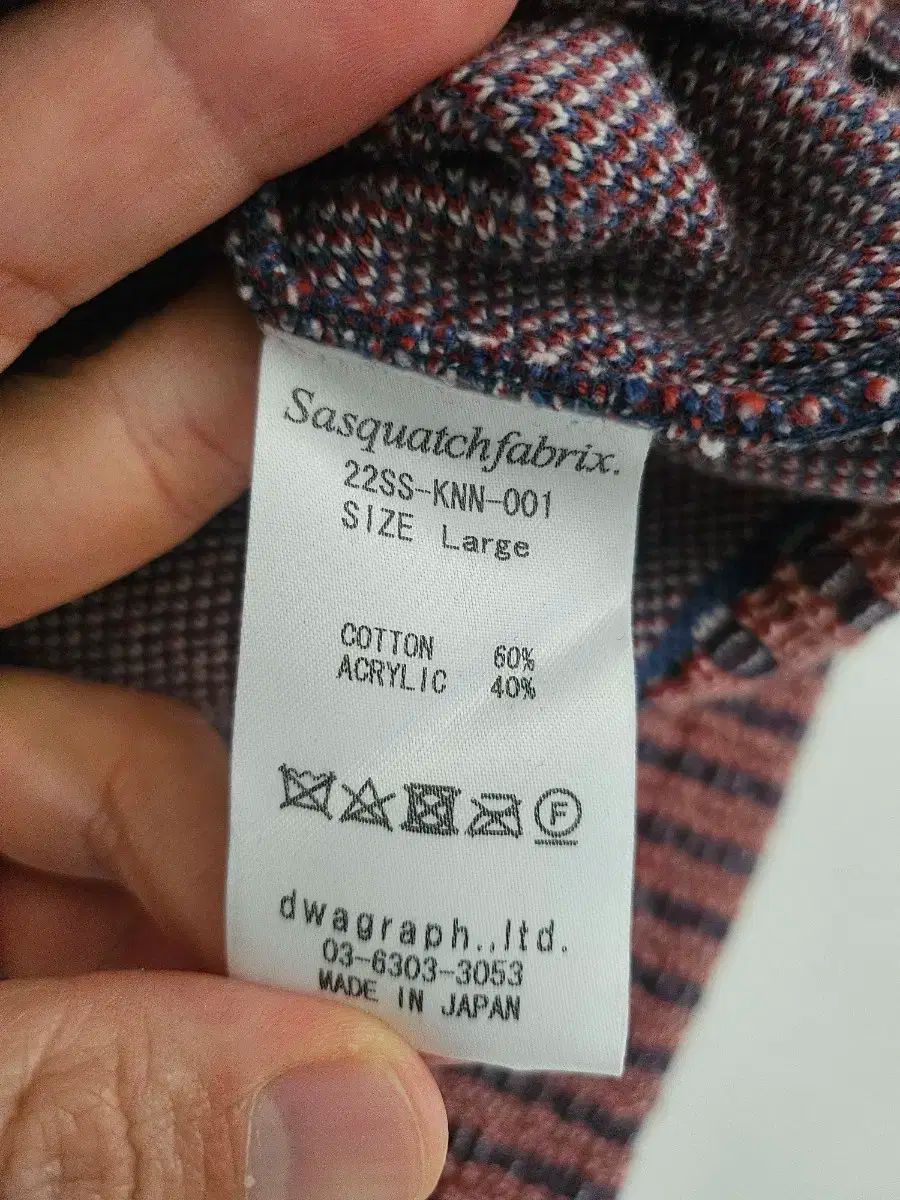 Sasquatchfabrix.
22SS-KNN-001
SIZE Large
COTTON 60%
ACRYLIC 40%
F
dwagraph.,ltd.
03-6303-3053
MADE IN JAPAN